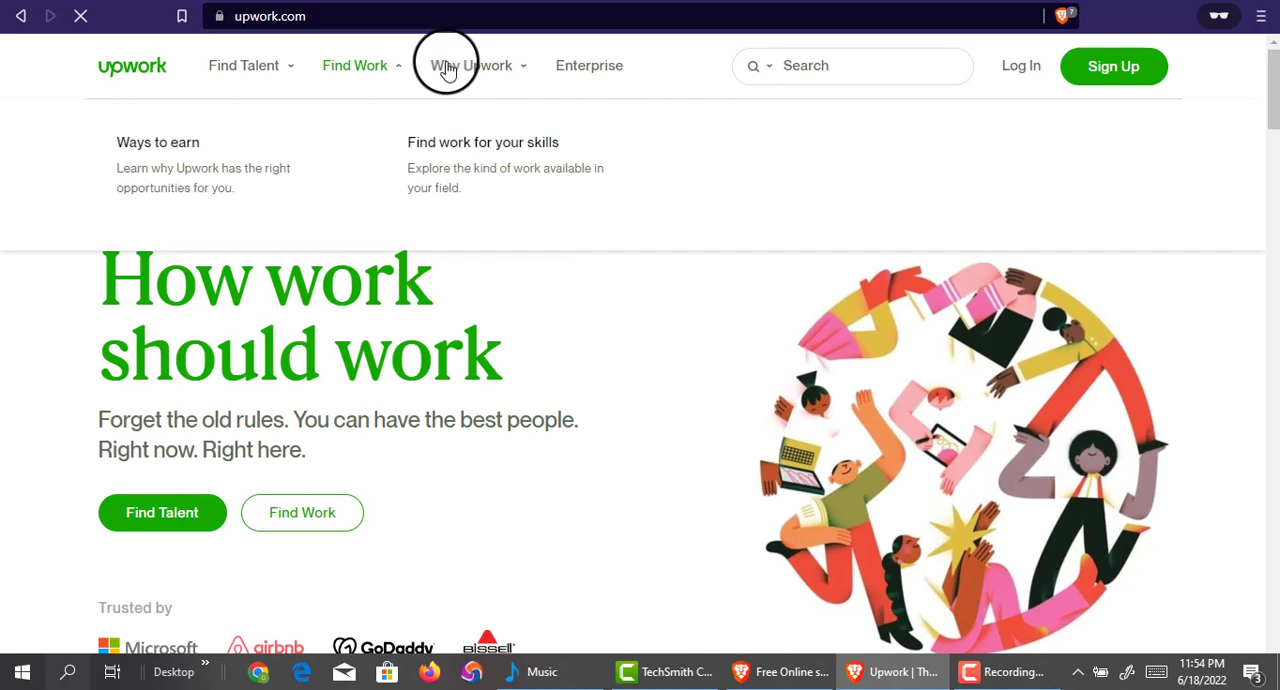 upwork.com
7
upwork Find Talent Find Work Why Upwork Enterprise Search Log In Sign Up
Ways to earn Find work for your skills
Learn why Upwork has the right Explore the kind of work available in
opportunities for you. your field.
How work
should work
Forget the old rules. You can have the best people.
Right now. Right here.
Find Talent Find Work
Trusted by
Microsoft airbnb GoDaddy BISSELL
Desktop » Music TechSmith C... Free Online s... Upwork | Th... Recording... 11:54 PM
6/18/2022 3